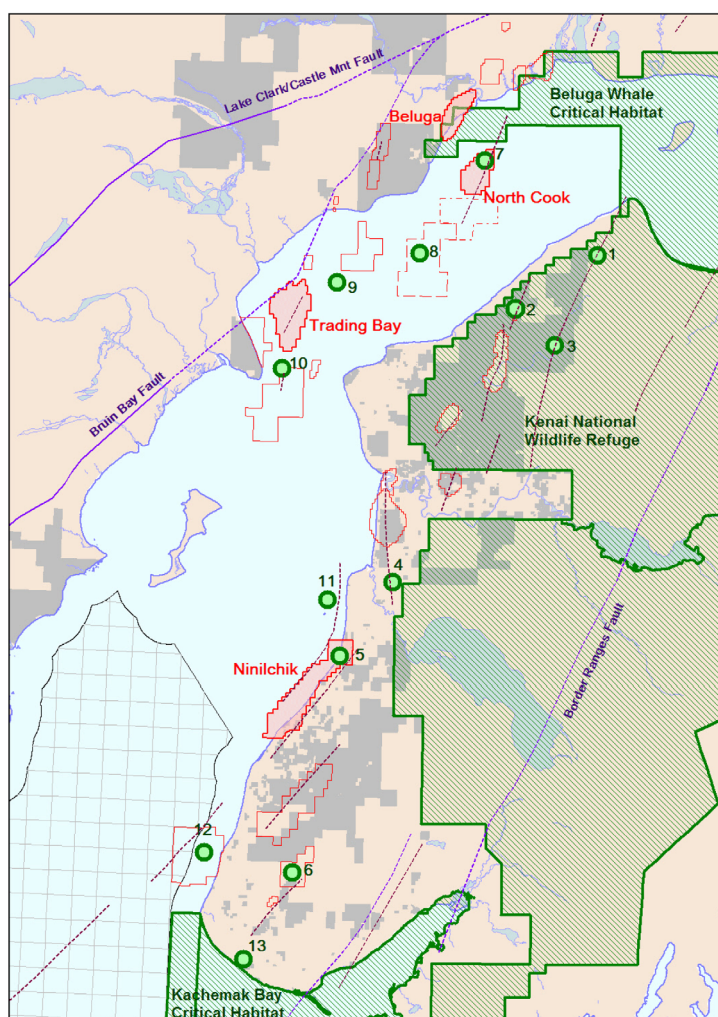 Lake Clark/Castle Mnt Fault
Beluga Whale
Critical Habitat
Beluga
7
North Cook
8
1
9
2
Trading Bay
3
10
Bruin Bay Fault
Kenai National
Wildlife Refuge
4
11
5
Ninilchik
Border Ranges Fault
12
6
13
Kachemak Bay
Critical Habitat